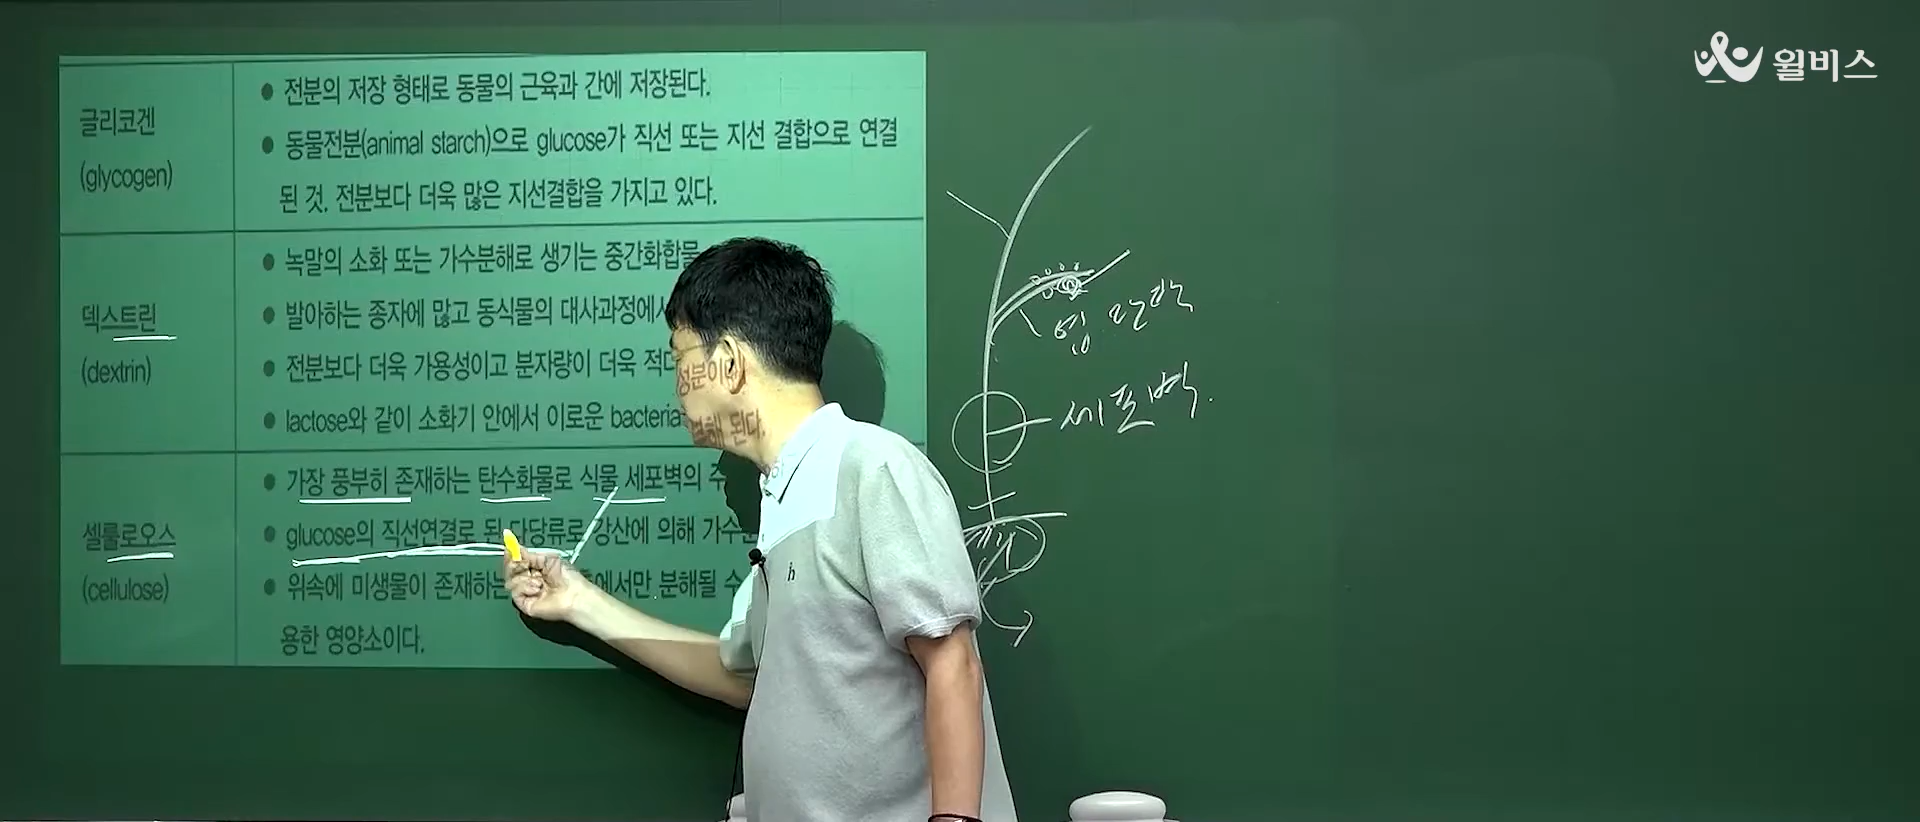 윌비스
글리코겐
(glycogen)
● 전분의 저장 형태로 동물의 근육과 간에 저장된다.
● 동물전분(animal starch)으로 glucose가 직선 또는 지선 결합으로 연결
된 것. 전분보다 더욱 많은 지선결합을 가지고 있다.
덱스트린
(dextrin)
● 녹말의 소화 또는 가수분해로 생기는 중간화합물
● 발아하는 종자에 많고 동식물의 대사과정에서
● 전분보다 더욱 가용성이고 분자량이 더욱 적다
● lactose와 같이 소화기 안에서 이로운 bacteria
셀룰로오스
(cellulose)
● 가장 풍부히 존재하는 탄수화물로 식물 세포벽의 주성분이며
● glucose의 직선연결로 된 다당류로 강산에 의해 가수분해 된다.
● 위속에 미생물이 존재하는 에서만 분해될 수
용한 영양소이다.
세포벽.